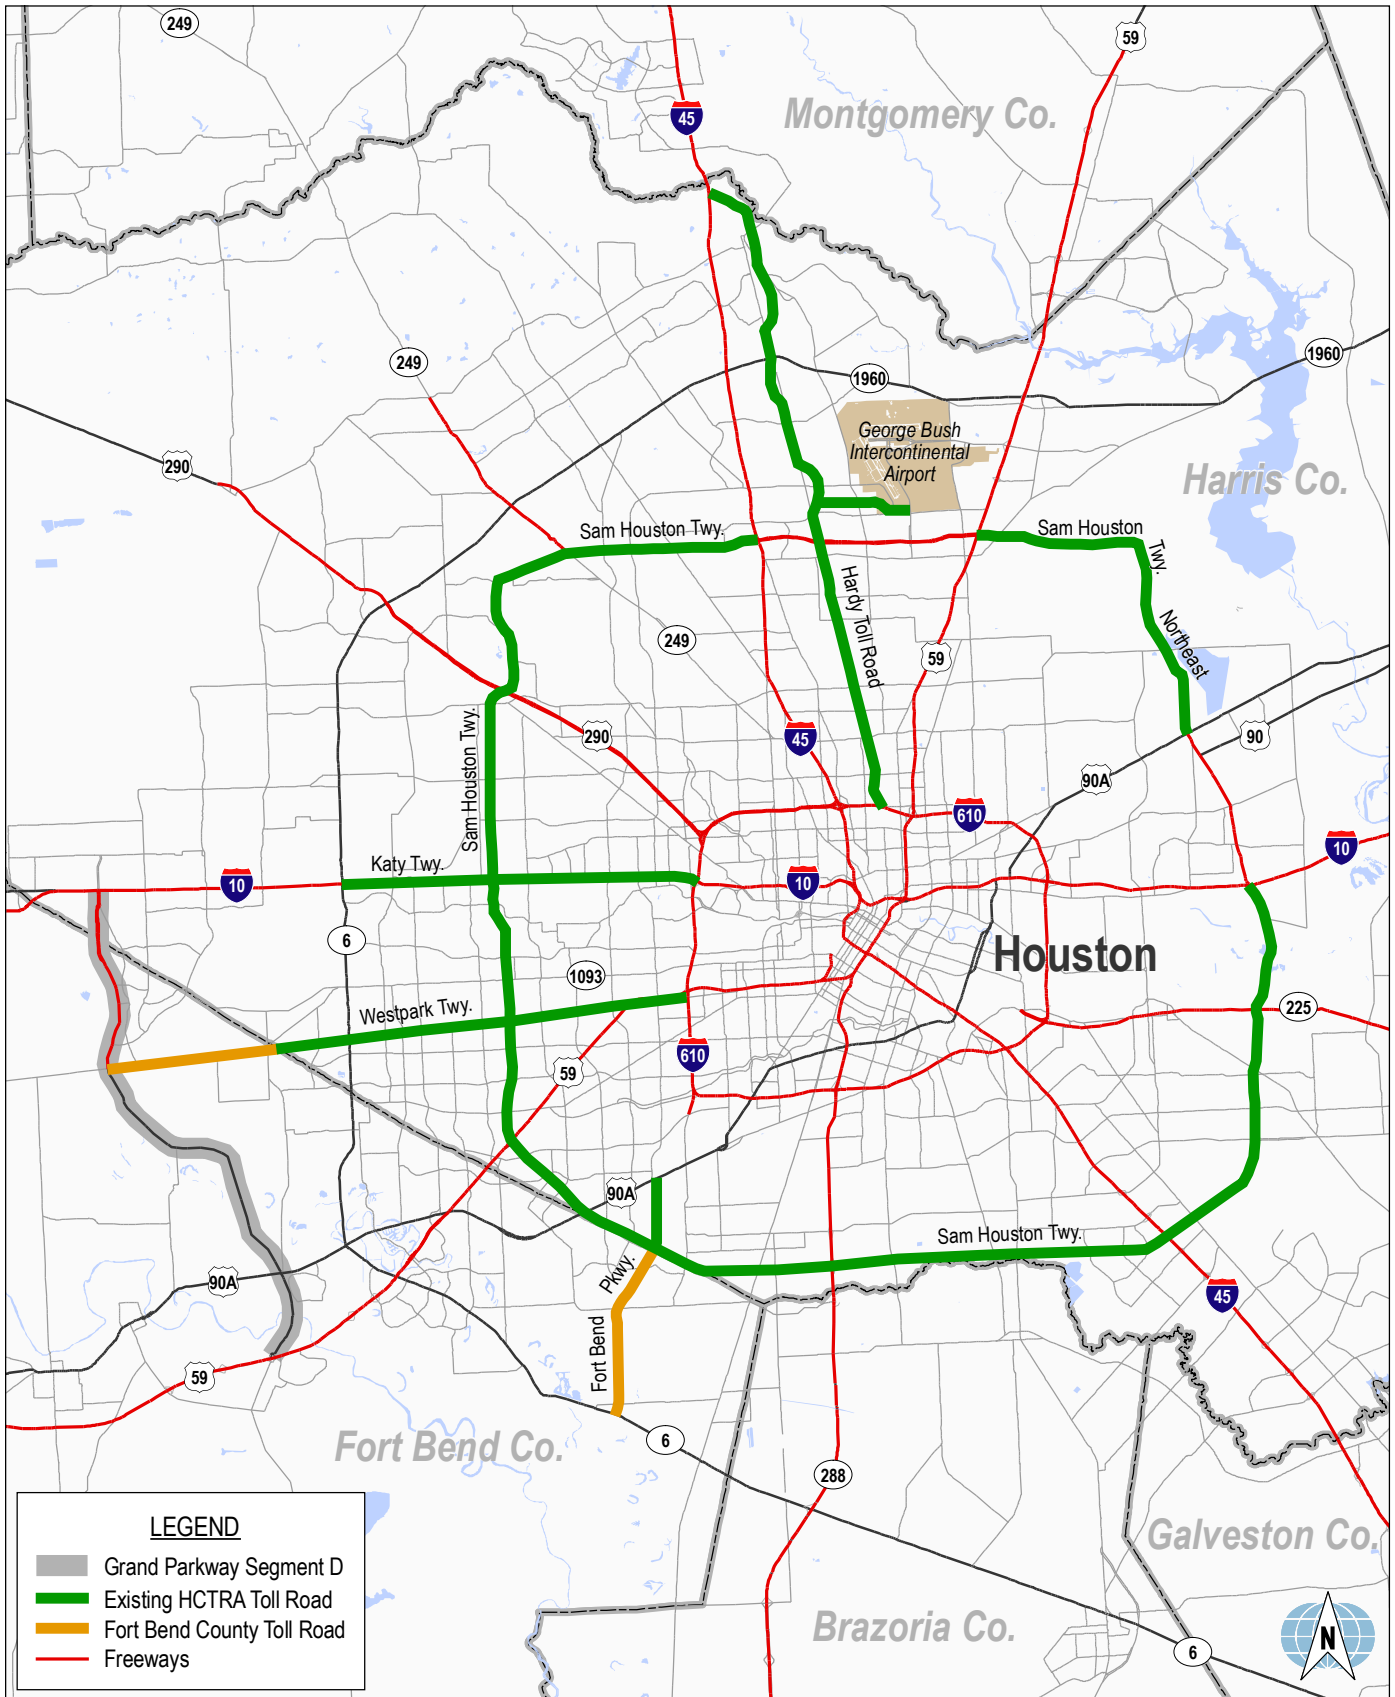 249
59
45
Montgomery Co.
249
1960
1960
George Bush
Intercontinental
Airport
290
Harris Co.
Sam Houston Twy.
Sam Houston
Twy.
Hardy Toll Road
Northeast
249
59
290
45
90
Sam Houston Twy.
90A
610
10
Katy Twy.
10
10
6
Houston
1093
Westpark Twy.
225
610
59
90A
Sam Houston Twy.
Pkwy.
90A
45
Fort Bend
59
Fort Bend Co.
6
288
Galveston Co.
Brazoria Co.
6
LEGEND
Grand Parkway Segment D
Existing HCTRA Toll Road
Fort Bend County Toll Road
Freeways
N